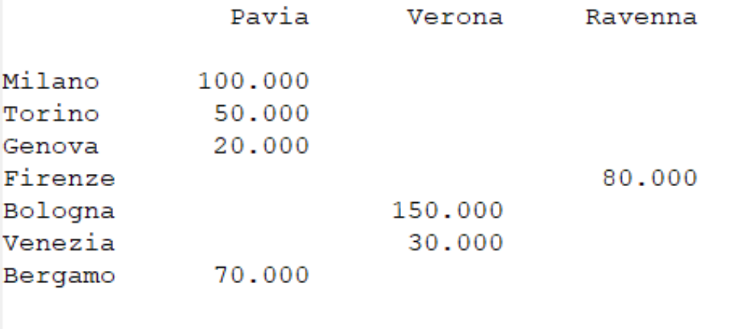 Pavia Verona Ravenna
Milano 100.000
Torino 50.000
Genova 20.000
Firenze 80.000
Bologna 150.000
Venezia 30.000
Bergamo 70.000